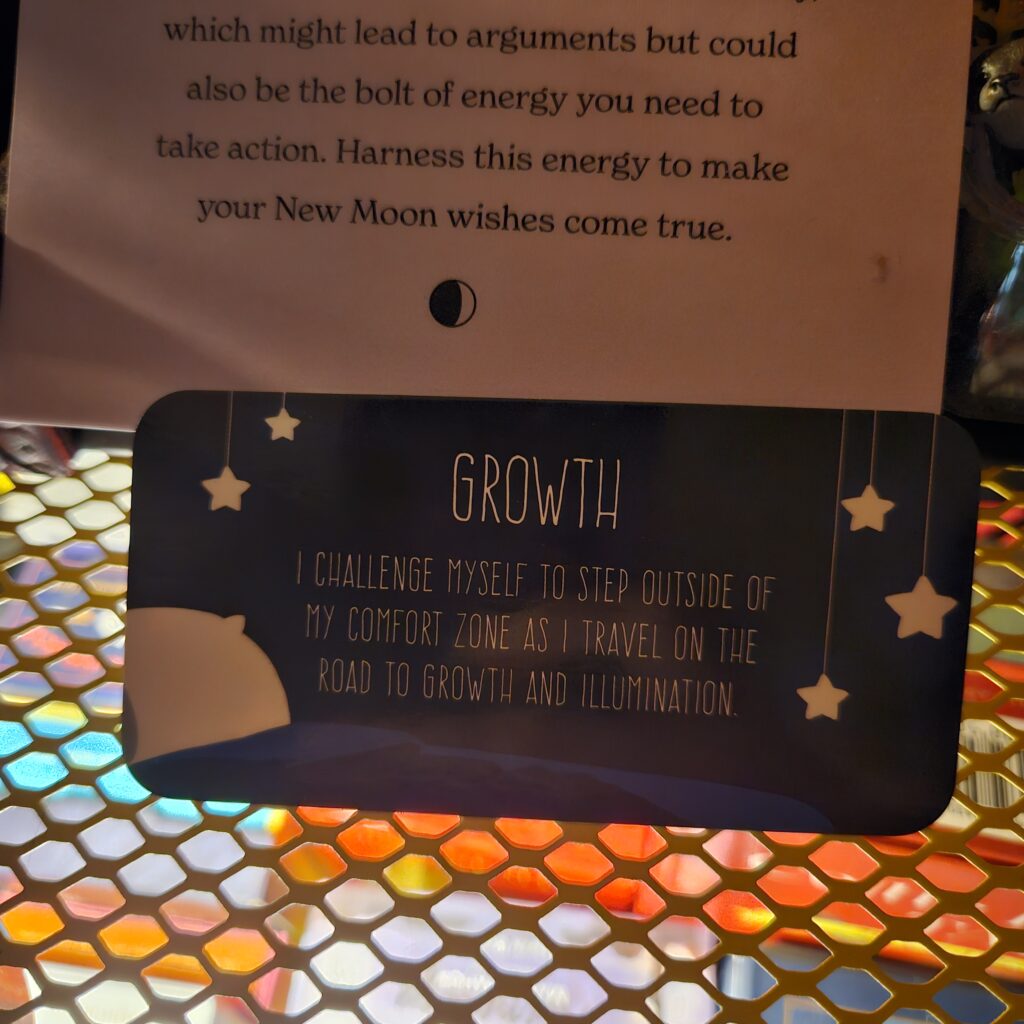 which might lead to arguments but could
also be the bolt of energy you need to
take action. Harness this energy to make
your New Moon wishes come true.
GROWTH
I CHALLENGE MYSELF TO STEP OUTSIDE OF
MY COMFORT ZONE AS I TRAVEL ON THE
ROAD TO GROWTH AND ILLUMINATION.